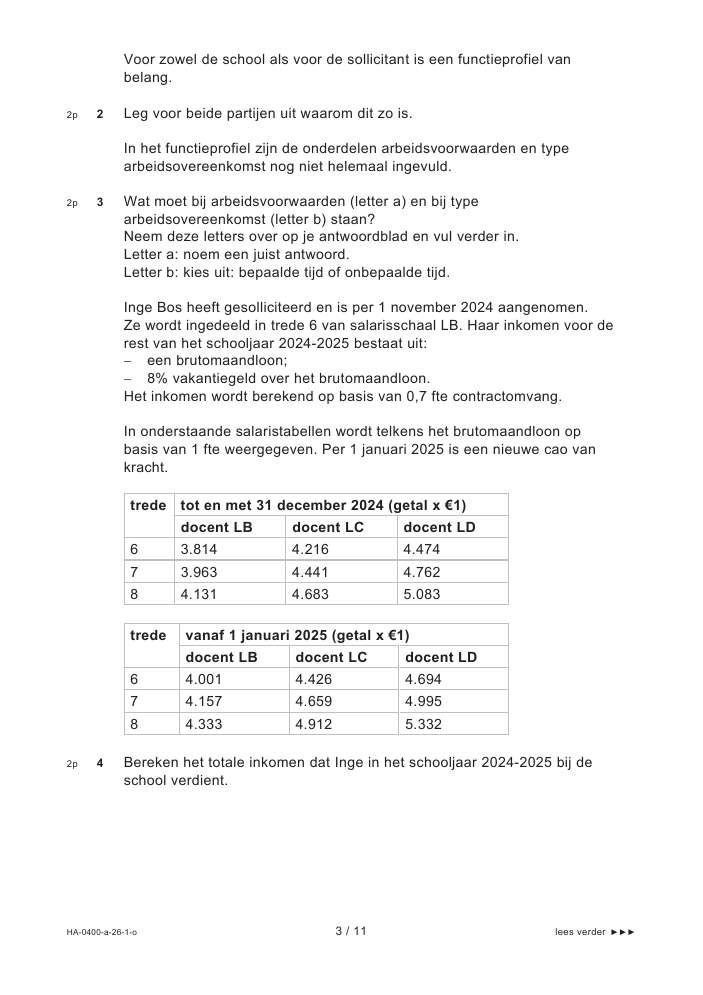 Voor zowel de school als voor de sollicitant is een functieprofiel van
belang.
2p 2 Leg voor beide partijen uit waarom dit zo is.
In het functieprofiel zijn de onderdelen arbeidsvoorwaarden en type
arbeidsovereenkomst nog niet helemaal ingevuld.
2p 3 Wat moet bij arbeidsvoorwaarden (letter a) en bij type
arbeidsovereenkomst (letter b) staan?
Neem deze letters over op je antwoordblad en vul verder in.
Letter a: noem een juist antwoord.
Letter b: kies uit: bepaalde tijd of onbepaalde tijd.
Inge Bos heeft gesolliciteerd en is per 1 november 2024 aangenomen.
Ze wordt ingedeeld in trede 6 van salarisschaal LB. Haar inkomen voor de
rest van het schooljaar 2024-2025 bestaat uit:
– een brutomaandloon;
– 8% vakantiegeld over het brutomaandloon.
Het inkomen wordt berekend op basis van 0,7 fte contractomvang.
In onderstaande salaristabellen wordt telkens het brutomaandloon op
basis van 1 fte weergegeven. Per 1 januari 2025 is een nieuwe cao van
kracht.
trede tot en met 31 december 2024 (getal x €1)
docent LB docent LC docent LD
6 3.814 4.216 4.474
7 3.963 4.441 4.762
8 4.131 4.683 5.083
trede vanaf 1 januari 2025 (getal x €1)
docent LB docent LC docent LD
6 4.001 4.426 4.694
7 4.157 4.659 4.995
8 4.333 4.912 5.332
2p 4 Bereken het totale inkomen dat Inge in het schooljaar 2024-2025 bij de
school verdient.
HA-0400-a-26-1-o 3 / 11 lees verder ►►►